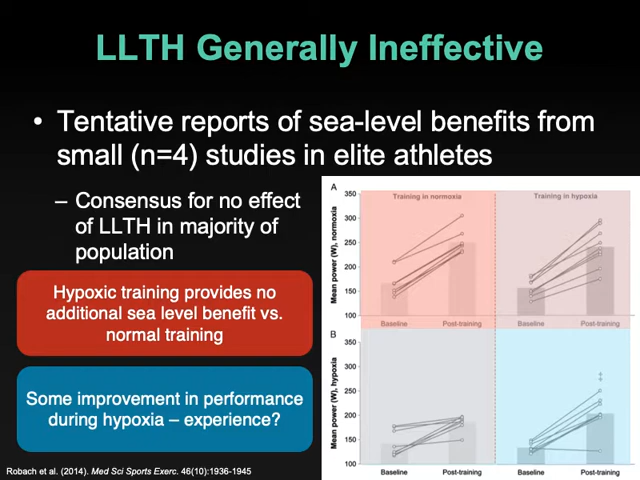 LLTH Generally Ineffective
• Tentative reports of sea-level benefits from
small (n=4) studies in elite athletes
– Consensus for no effect
of LLTH in majority of
population
Hypoxic training provides no
additional sea level benefit vs.
normal training
Some improvement in performance
during hypoxia – experience?
Robach et al. (2014). Med Sci Sports Exerc. 46(10):1936-1945
A
Training in normoxia
Training in hypoxia
Mean power (W), normoxia
350
300
250
200
150
100
Baseline
Post-training
Baseline
Post-training
B
Mean power (W), hypoxia
350
300
250
200
150
100
Baseline
Post-training
Baseline
Post-training